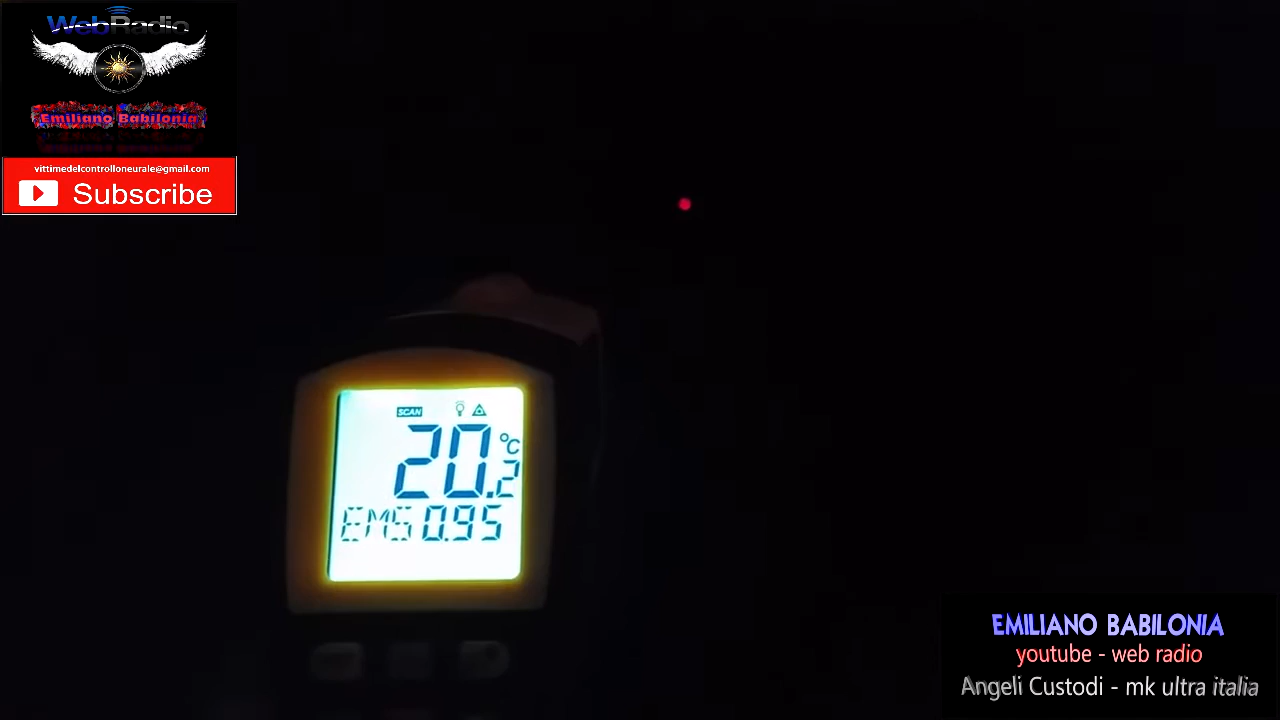 WebRadio
Emiliano Babilonia
vittimedelcontrolloneurale@gmail.com
Subscribe
SCAN
20.2 °C
EMS 0.95
EMILIANO BABILONIA
youtube - web radio
Angeli Custodi - mk ultra italia